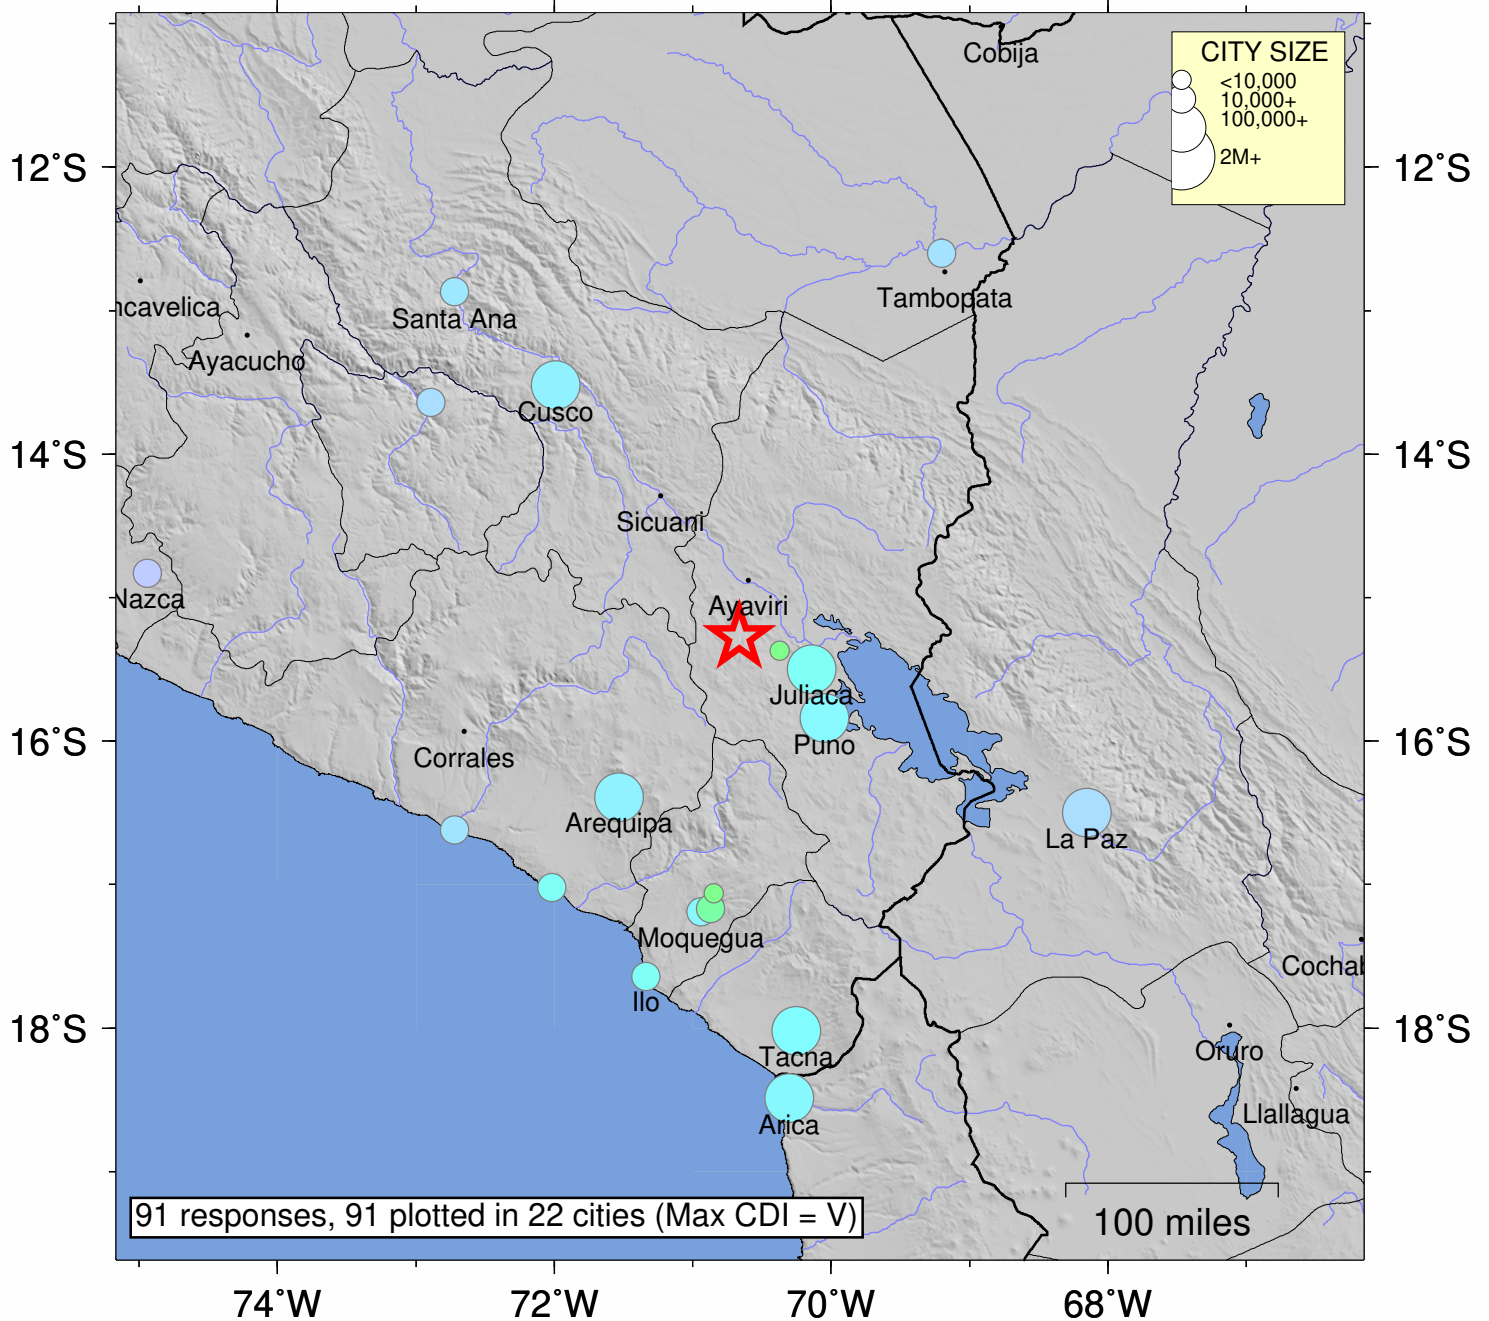 Cobija
CITY SIZE
<10,000
10,000+
100,000+
2M+
12°S
12°S
Tambopata
ncavelica
Santa Ana
Ayacucho
Cusco
14°S
14°S
Sicuani
Nazca
Ayaviri
Juliaca
Puno
16°S
16°S
Corrales
Arequipa
La Paz
Moquegua
Cochab
Ilo
18°S
18°S
Tacna
Oruro
Arica
Llallagua
91 responses, 91 plotted in 22 cities (Max CDI = V)
100 miles
74°W
72°W
70°W
68°W